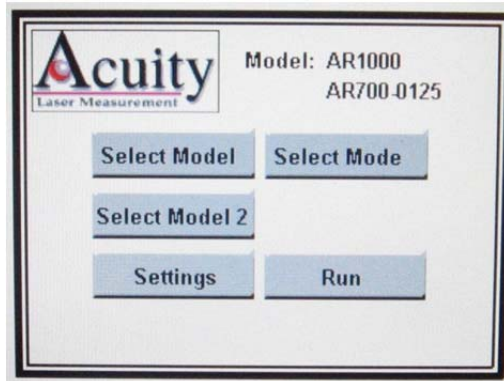 Acuity
Laser Measurement
Model: AR1000
AR700-0125
Select Model
Select Mode
Select Model 2
Settings
Run